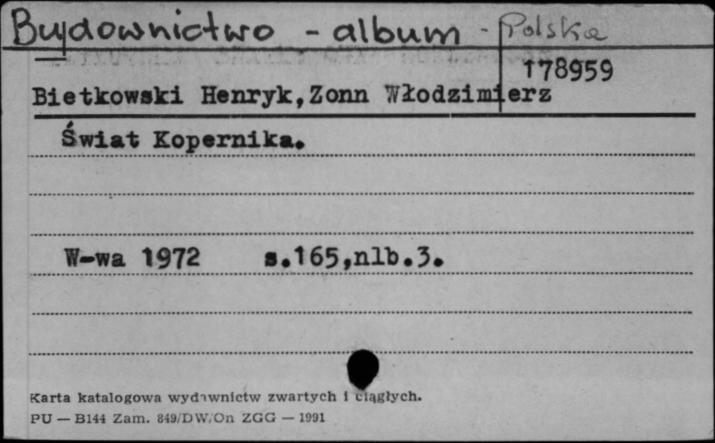 Budownictwo - album - Polska
178959
Bietkowski Henryk,Zonn Włodzimierz
Świat Kopernika.
W-wa 1972 s.165,nlb.3.
Karta katalogowa wydawnictw zwartych i ciągłych.
PU — B144 Zam. 849/DW/On ZGG — 1991